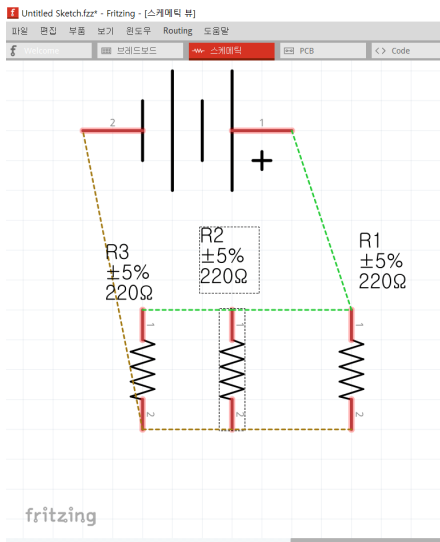 Untitled Sketch.fzz* - Fritzing - [스케메틱 뷰]
파일 편집 부품 보기 윈도우 Routing 도움말
Welcome 브레드보드 스케메틱 PCB <> Code
2 1
+
R3
±5%
220Ω
R2
±5%
220Ω
R1
±5%
220Ω
1 1 1
2 2 2
fritzing